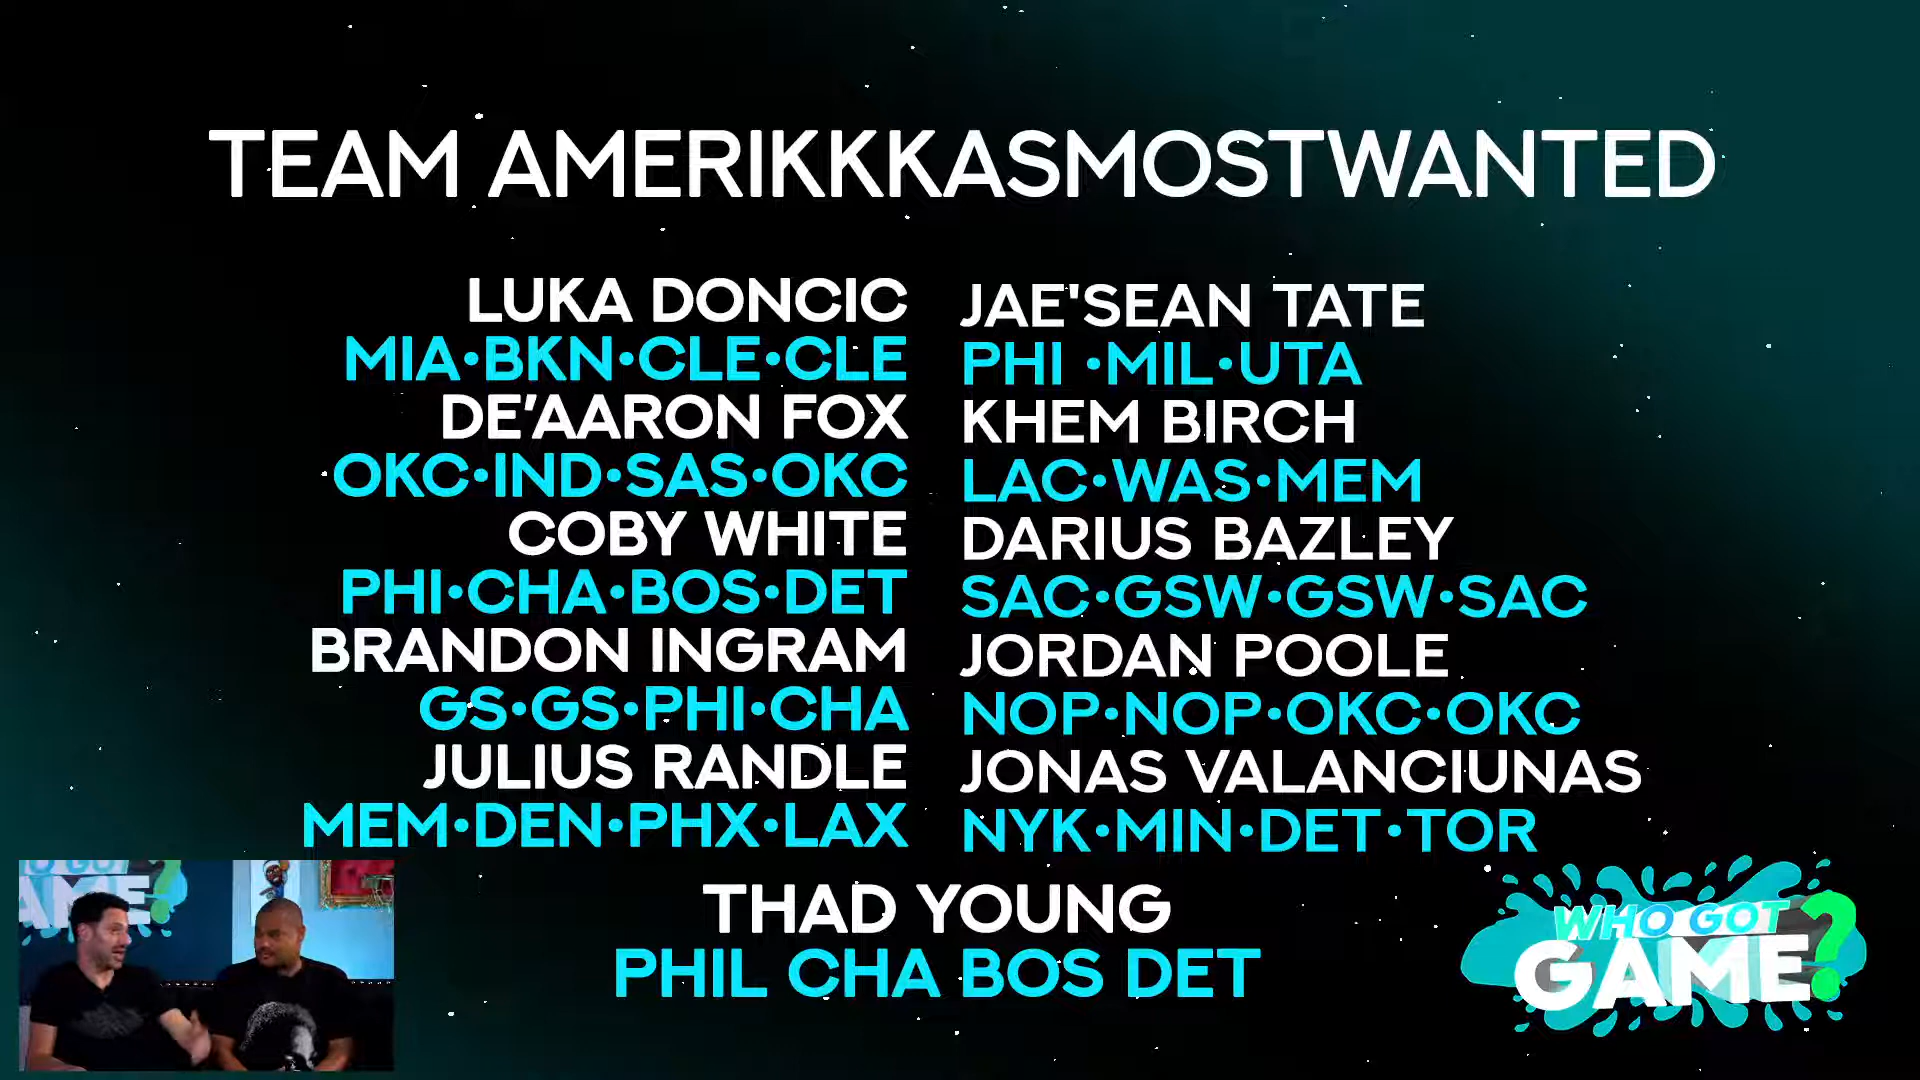 TEAM AMERIKKKASMOSTWANTED
LUKA DONCIC
MIA•BKN•CLE•CLE
DE'AARON FOX
OKC•IND•SAS•OKC
COBY WHITE
PHI•CHA•BOS•DET
BRANDON INGRAM
GS•GS•PHI•CHA
JULIUS RANDLE
MEM•DEN•PHX•LAX
JAE'SEAN TATE
PHI •MIL•UTA
KHEM BIRCH
LAC•WAS•MEM
DARIUS BAZLEY
SAC•GSW•GSW•SAC
JORDAN POOLE
NOP•NOP•OKC•OKC
JONAS VALANCIUNAS
NYK•MIN•DET•TOR
THAD YOUNG
PHIL CHA BOS DET
WHO GOT
GAME?